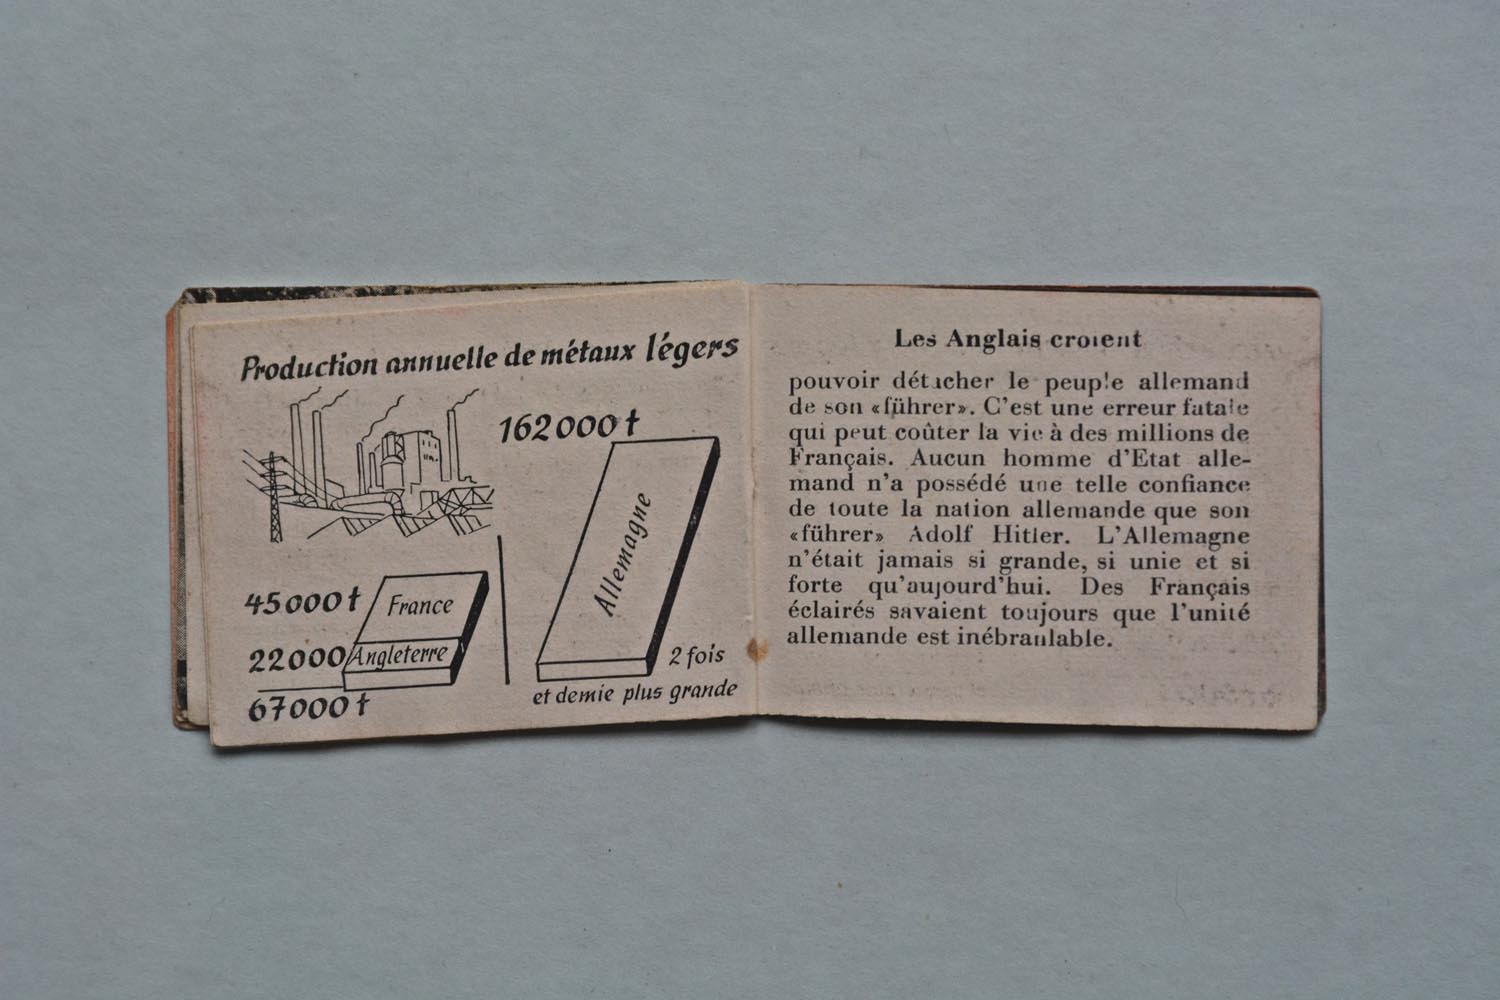 Production annuelle de métaux légers
162000 t
Allemagne
45000 t France
22000 Angleterre
67000 t
2 fois
et demie plus grande
Les Anglais croient
pouvoir détacher le peuple allemand
de son «führer». C'est une erreur fatale
qui peut coûter la vie à des millions de
Français. Aucun homme d'Etat alle-
mand n'a possédé une telle confiance
de toute la nation allemande que son
«führer» Adolf Hitler. L'Allemagne
n'était jamais si grande, si unie et si
forte qu'aujourd'hui. Des Français
éclairés savaient toujours que l'unité
allemande est inébranlable.